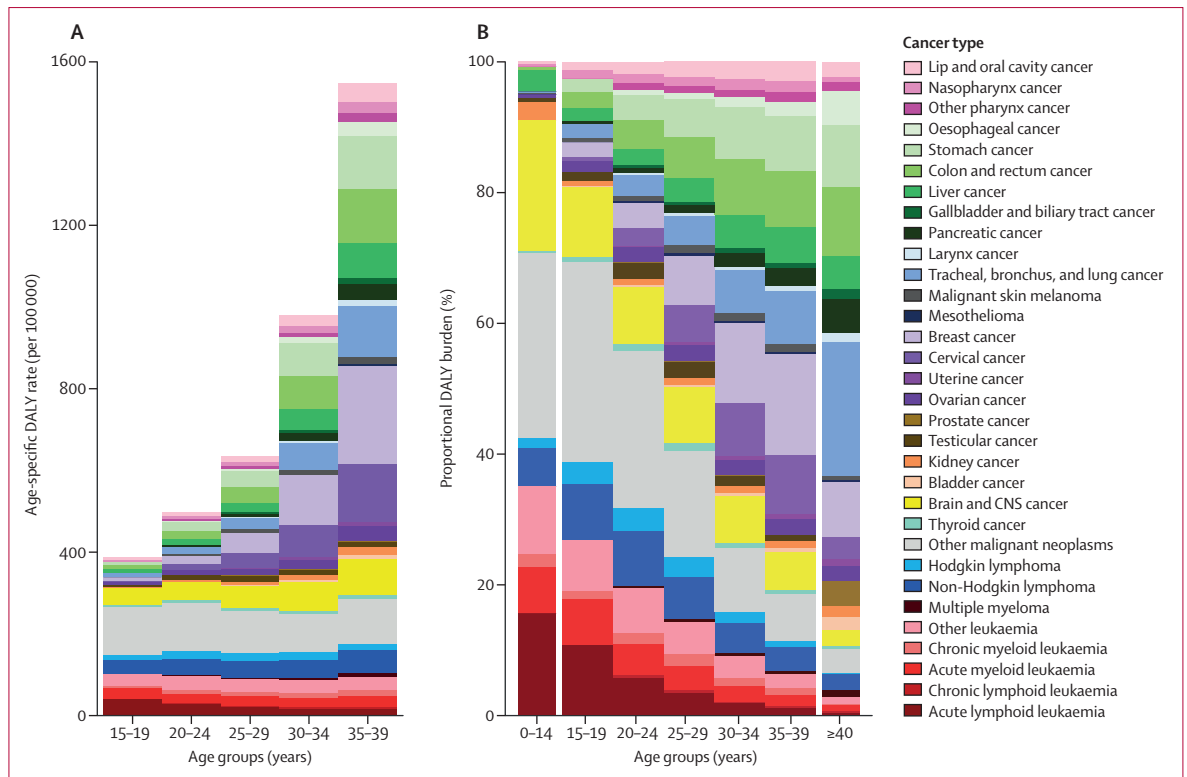 A
B
1600
1200
800
400
0
Age-specific DALY rate (per 100 000)
15–19
20–24
25–29
30–34
35–39
Age groups (years)
100
80
60
40
20
0
Proportional DALY burden (%)
0–14
15–19
20–24
25–29
30–34
35–39
≥40
Age groups (years)
Cancer type
Lip and oral cavity cancer
Nasopharynx cancer
Other pharynx cancer
Oesophageal cancer
Stomach cancer
Colon and rectum cancer
Liver cancer
Gallbladder and biliary tract cancer
Pancreatic cancer
Larynx cancer
Tracheal, bronchus, and lung cancer
Malignant skin melanoma
Mesothelioma
Breast cancer
Cervical cancer
Uterine cancer
Ovarian cancer
Prostate cancer
Testicular cancer
Kidney cancer
Bladder cancer
Brain and CNS cancer
Thyroid cancer
Other malignant neoplasms
Hodgkin lymphoma
Non-Hodgkin lymphoma
Multiple myeloma
Other leukaemia
Chronic myeloid leukaemia
Acute myeloid leukaemia
Chronic lymphoid leukaemia
Acute lymphoid leukaemia